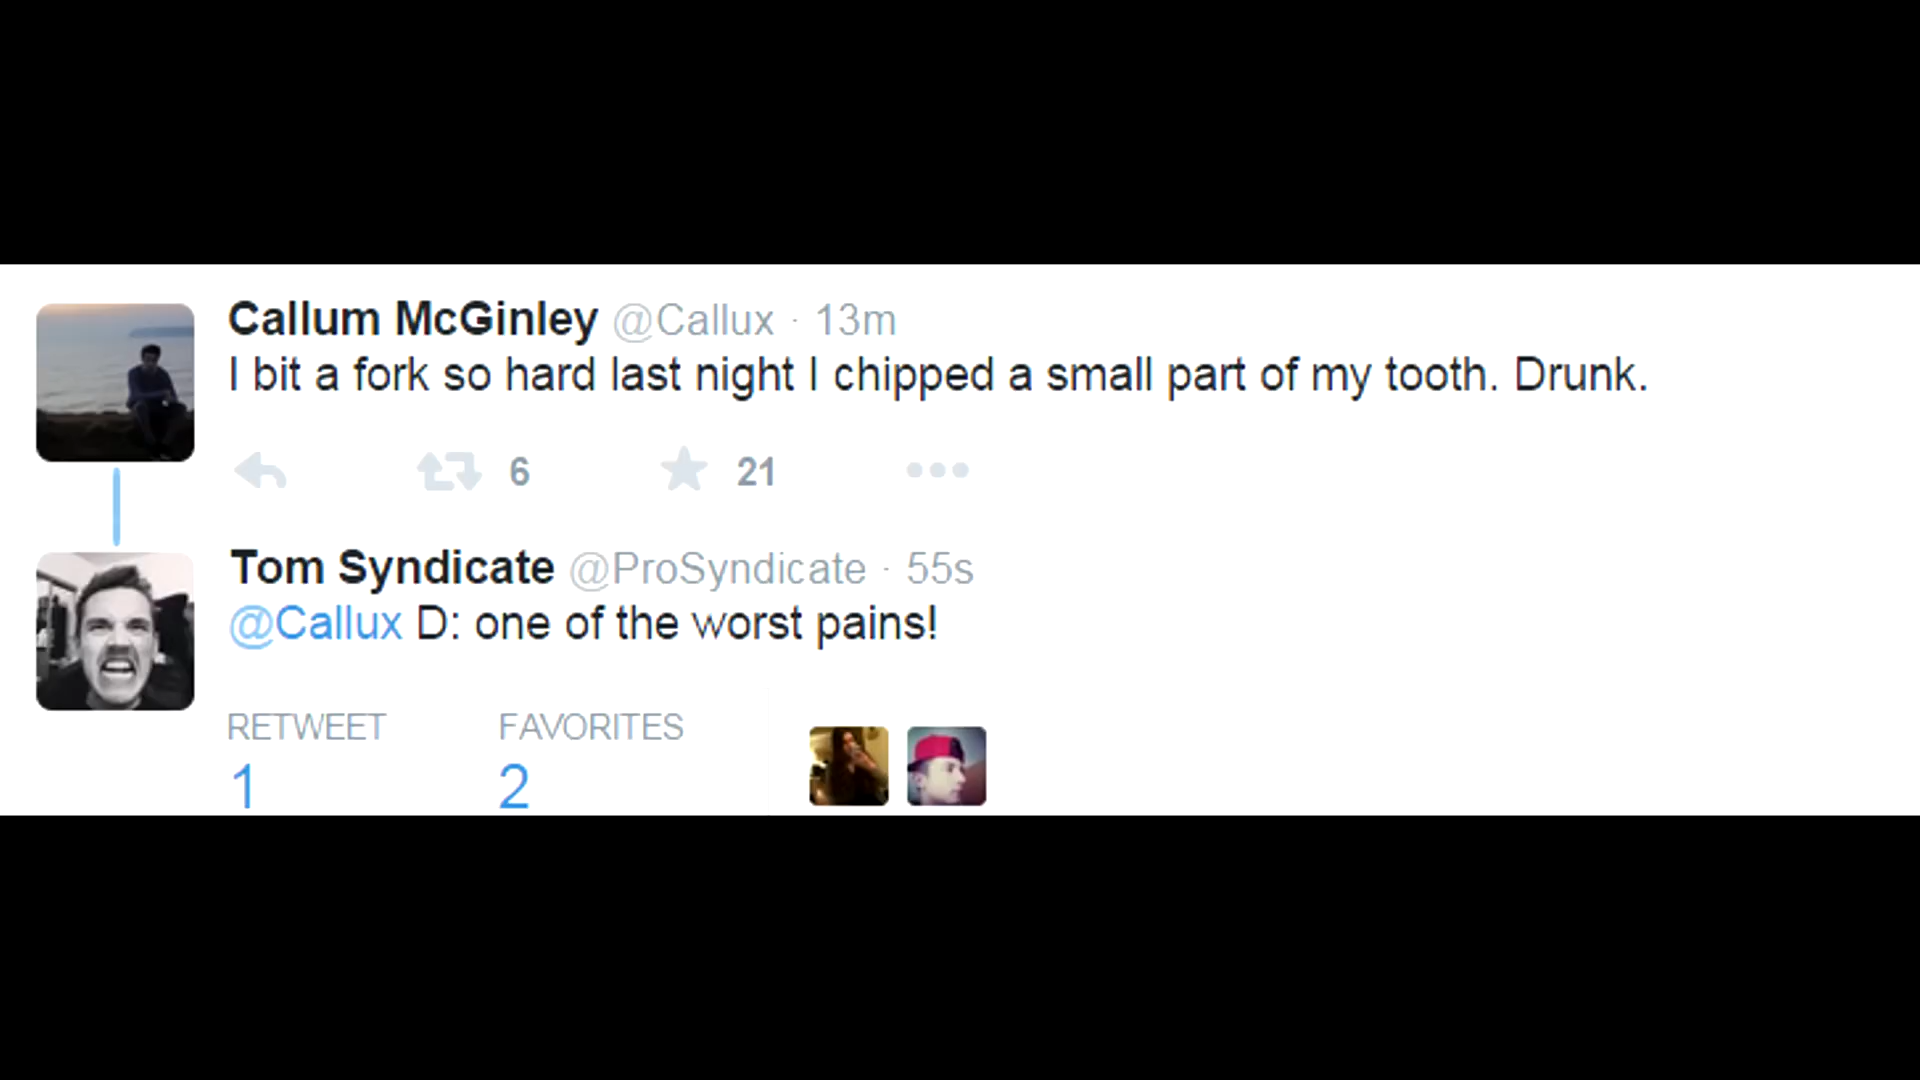 Callum McGinley @Callux · 13m
I bit a fork so hard last night I chipped a small part of my tooth. Drunk.
6 21
Tom Syndicate @ProSyndicate · 55s
@Callux D: one of the worst pains!
RETWEET FAVORITES
1 2